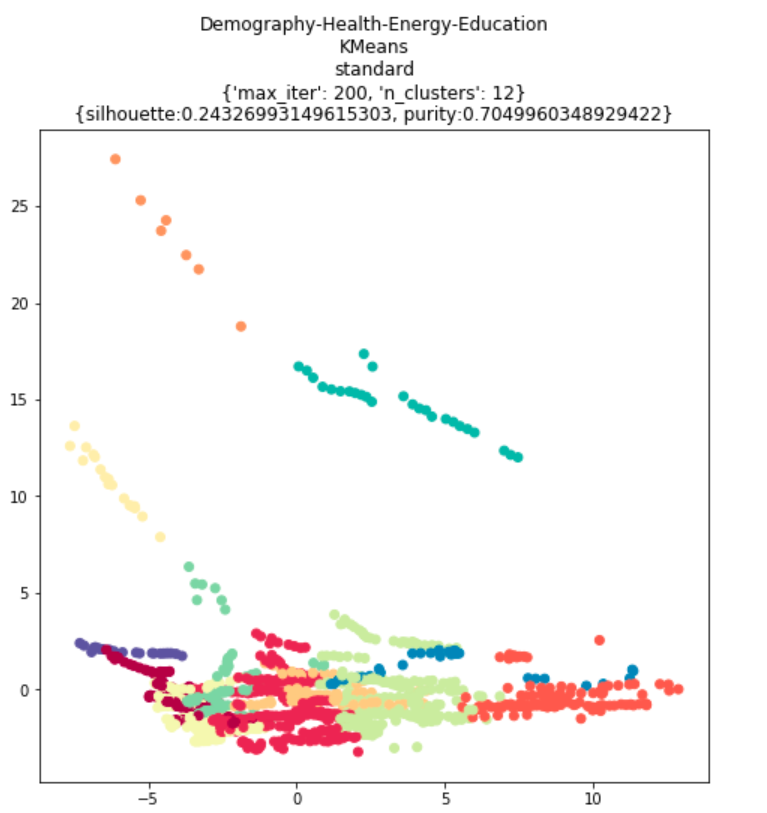 Demography-Health-Energy-Education
KMeans
standard
{'max_iter': 200, 'n_clusters': 12}
{silhouette:0.24326993149615303, purity:0.7049960348929422}
25
20
15
10
5
0
−5
0
5
10